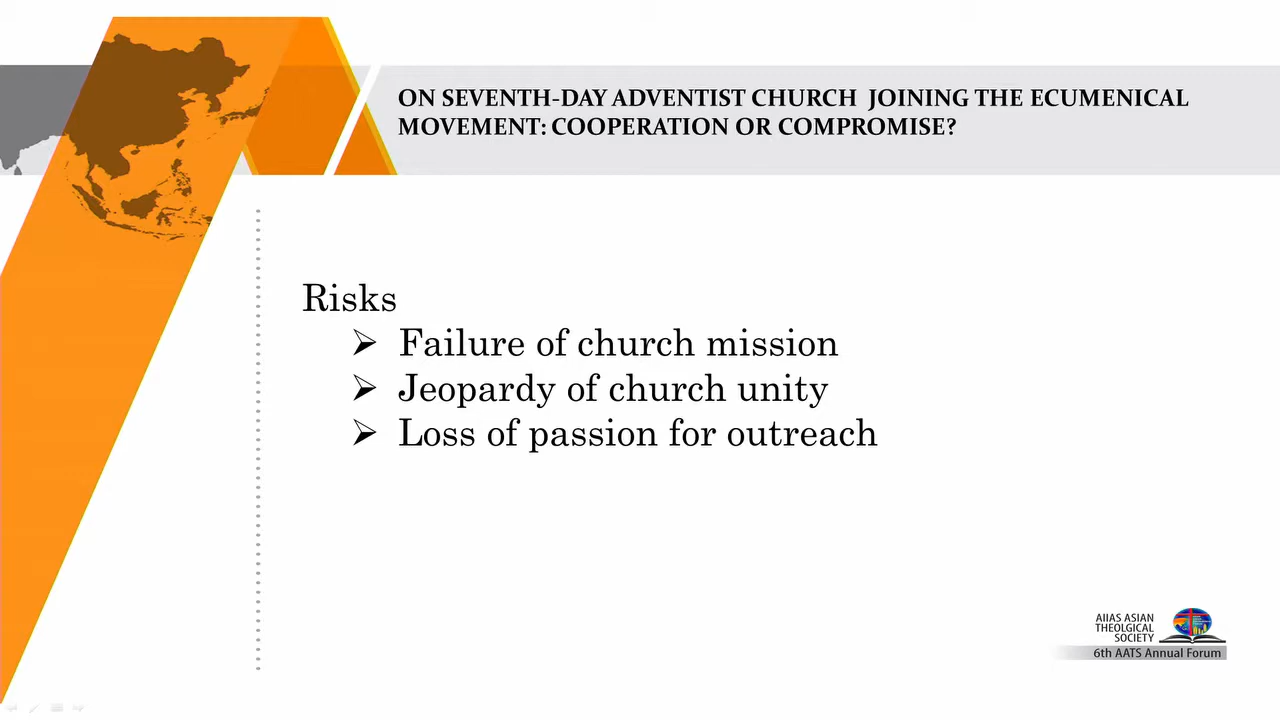 ON SEVENTH-DAY ADVENTIST CHURCH JOINING THE ECUMENICAL
MOVEMENT: COOPERATION OR COMPROMISE?
Risks
➢ Failure of church mission
➢ Jeopardy of church unity
➢ Loss of passion for outreach
AIIAS ASIAN
THEOLGICAL
SOCIETY
6th AATS Annual Forum